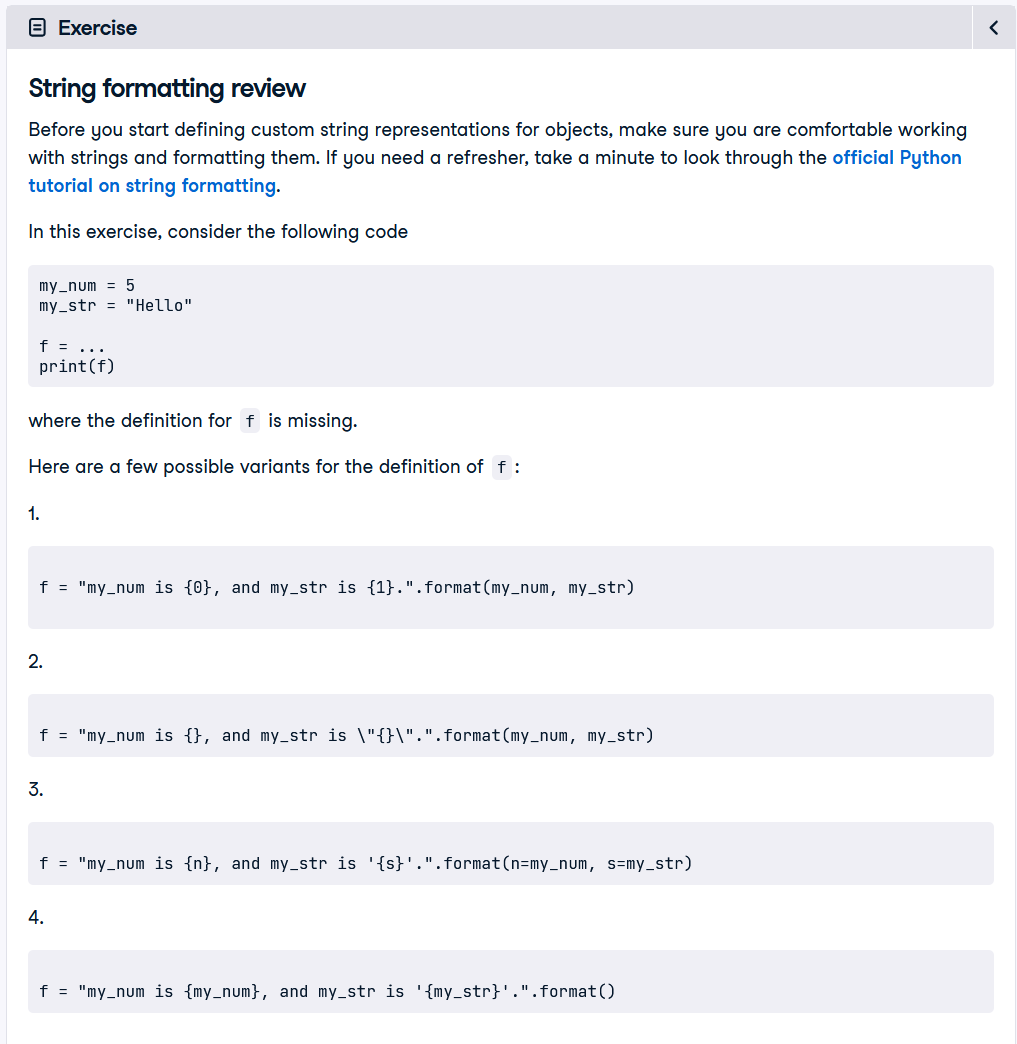 Exercise
String formatting review
Before you start defining custom string representations for objects, make sure you are comfortable working
with strings and formatting them. If you need a refresher, take a minute to look through the official Python
tutorial on string formatting.
In this exercise, consider the following code
my_num = 5
my_str = "Hello"
f = ...
print(f)
where the definition for f is missing.
Here are a few possible variants for the definition of f :
1.
f = "my_num is {0}, and my_str is {1}.".format(my_num, my_str)
2.
f = "my_num is {}, and my_str is \"{}\".".format(my_num, my_str)
3.
f = "my_num is {n}, and my_str is '{s}'.".format(n=my_num, s=my_str)
4.
f = "my_num is {my_num}, and my_str is '{my_str}'.".format()